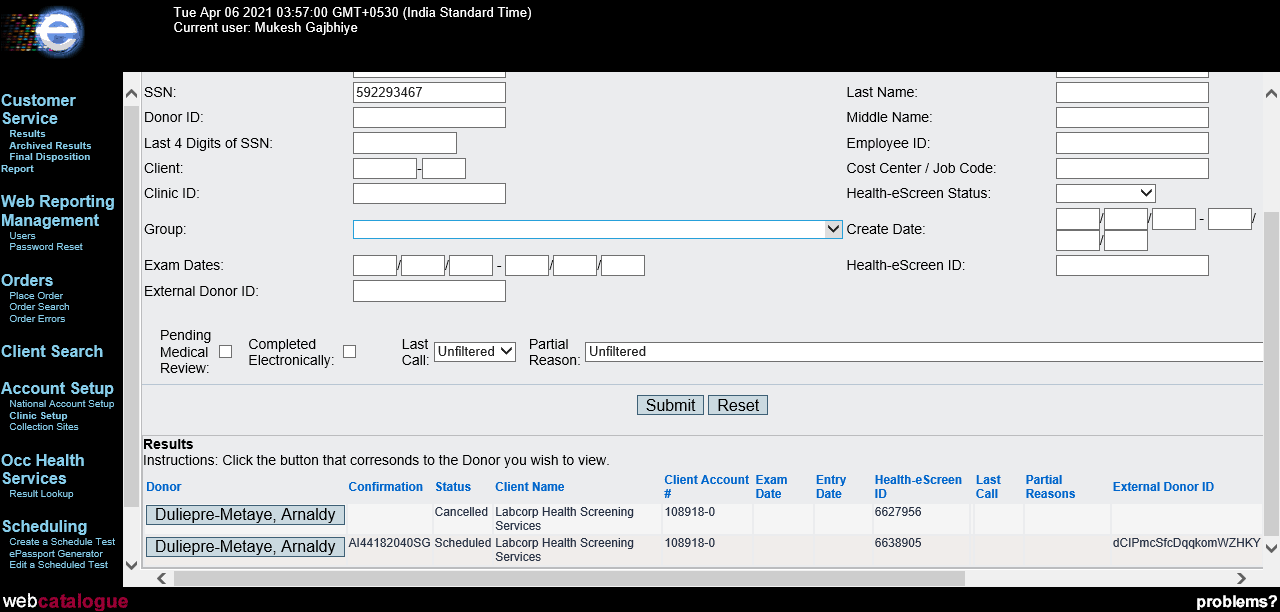 Tue Apr 06 2021 03:57:00 GMT+0530 (India Standard Time)
Current user: Mukesh Gajbhiye
e
Customer
Service
Results
Archived Results
Final Disposition
Report
Web Reporting
Management
Users
Password Reset
Orders
Place Order
Order Search
Order Errors
Client Search
Account Setup
National Account Setup
Clinic Setup
Collection Sites
Occ Health
Services
Result Lookup
Scheduling
Create a Schedule Test
ePassport Generator
Edit a Scheduled Test
SSN: 592293467 Last Name:
Donor ID: Middle Name:
Last 4 Digits of SSN: Employee ID:
Client: - Cost Center / Job Code:
Clinic ID: Health-eScreen Status:
Group: Create Date: / / - /
/
Exam Dates: / / - / / Health-eScreen ID:
External Donor ID:
Pending
Medical
Review:
Completed
Electronically:
Last
Call: Unfiltered
Partial
Reason: Unfiltered
Submit Reset
Results
Instructions: Click the button that corresonds to the Donor you wish to view.
Donor Confirmation Status Client Name Client Account # Exam Date Entry Date Health-eScreen ID Last Call Partial Reasons External Donor ID
Duliepre-Metaye, Arnaldy Cancelled Labcorp Health Screening Services 108918-0 6627956
Duliepre-Metaye, Arnaldy AI44182040SG Scheduled Labcorp Health Screening Services 108918-0 6638905 dCIPmcSfcDqqkomWZHKY
webcatalogue problems?